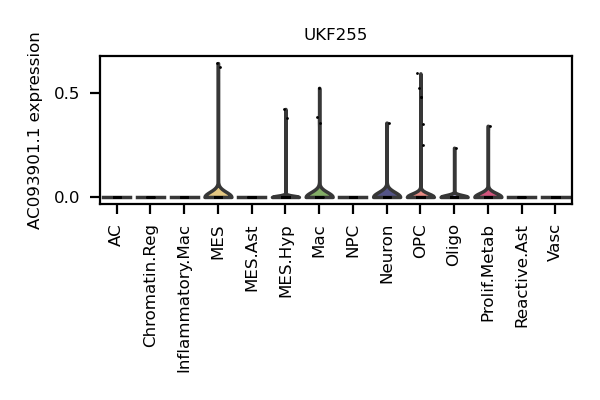 UKF255
AC093901.1 expression
0.5
0.0
AC
Chromatin.Reg
Inflammatory.Mac
MES
MES.Ast
MES.Hyp
Mac
NPC
Neuron
OPC
Oligo
Prolif.Metab
Reactive.Ast
Vasc